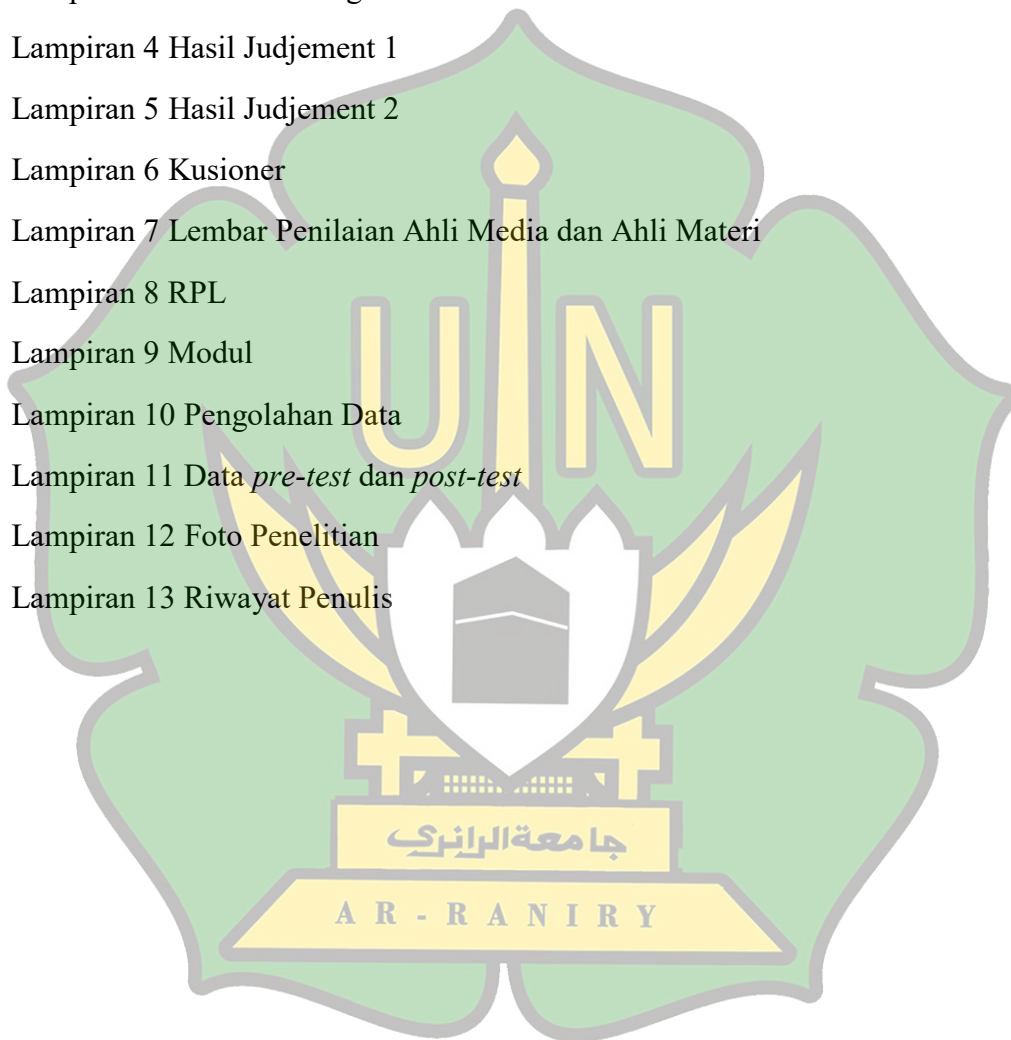 Lampiran 4 Hasil Judjement 1
Lampiran 5 Hasil Judjement 2
Lampiran 6 Kusioner
Lampiran 7 Lembar Penilaian Ahli Media dan Ahli Materi
Lampiran 8 RPL
Lampiran 9 Modul
Lampiran 10 Pengolahan Data
Lampiran 11 Data pre-test dan post-test
Lampiran 12 Foto Penelitian
Lampiran 13 Riwayat Penulis
UIN
جامعةالرانري
AR-RANIRY